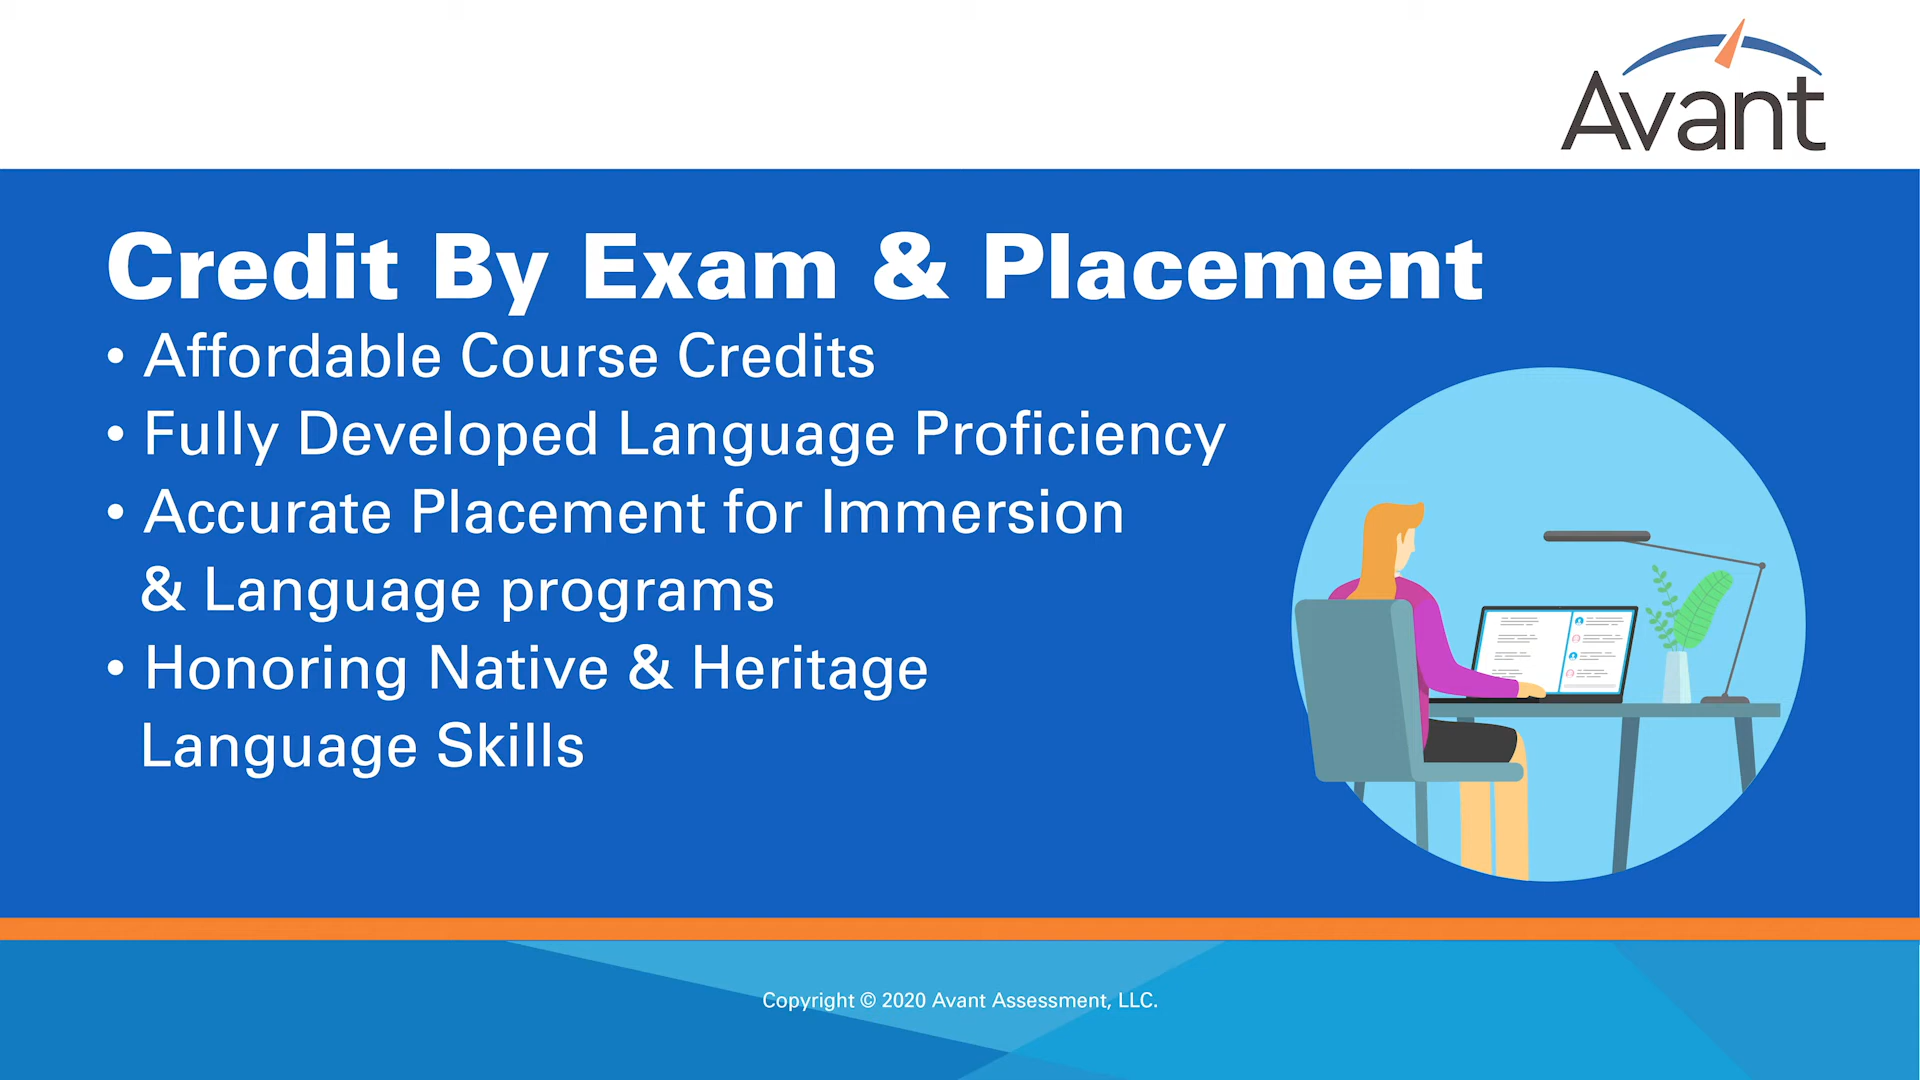 Avant
Credit By Exam & Placement
• Affordable Course Credits
• Fully Developed Language Proficiency
• Accurate Placement for Immersion
& Language programs
• Honoring Native & Heritage
Language Skills
Copyright © 2020 Avant Assessment, LLC.